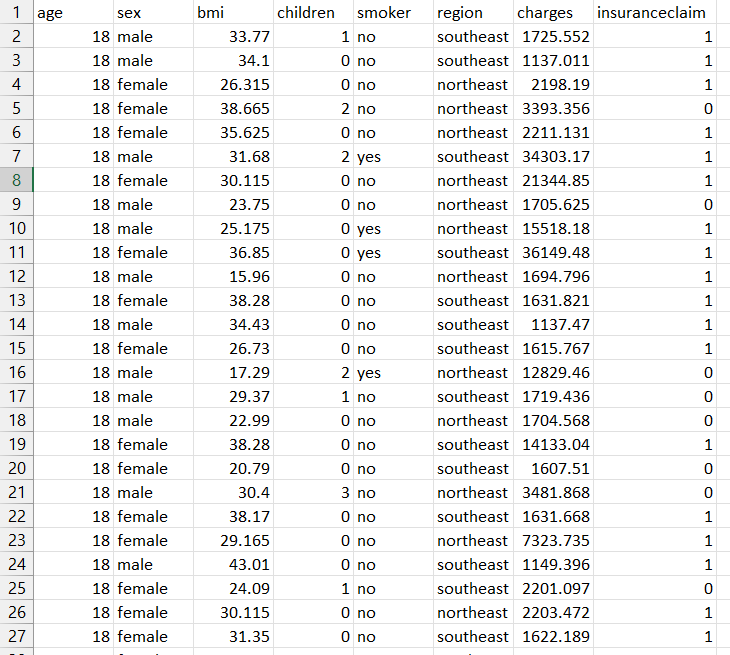 1 age sex bmi children smoker region charges insuranceclaim
2 18 male 33.77 1 no southeast 1725.552 1
3 18 male 34.1 0 no southeast 1137.011 1
4 18 female 26.315 0 no northeast 2198.19 1
5 18 female 38.665 2 no northeast 3393.356 0
6 18 female 35.625 0 no northeast 2211.131 1
7 18 male 31.68 2 yes southeast 34303.17 1
8 18 female 30.115 0 no northeast 21344.85 1
9 18 male 23.75 0 no northeast 1705.625 0
10 18 male 25.175 0 yes northeast 15518.18 1
11 18 female 36.85 0 yes southeast 36149.48 1
12 18 male 15.96 0 no northeast 1694.796 1
13 18 female 38.28 0 no southeast 1631.821 1
14 18 male 34.43 0 no southeast 1137.47 1
15 18 female 26.73 0 no southeast 1615.767 1
16 18 male 17.29 2 yes northeast 12829.46 0
17 18 male 29.37 1 no southeast 1719.436 0
18 18 male 22.99 0 no northeast 1704.568 0
19 18 female 38.28 0 no southeast 14133.04 1
20 18 female 20.79 0 no southeast 1607.51 0
21 18 male 30.4 3 no northeast 3481.868 0
22 18 female 38.17 0 no southeast 1631.668 1
23 18 female 29.165 0 no northeast 7323.735 1
24 18 male 43.01 0 no southeast 1149.396 1
25 18 female 24.09 1 no southeast 2201.097 0
26 18 female 30.115 0 no northeast 2203.472 1
27 18 female 31.35 0 no southeast 1622.189 1